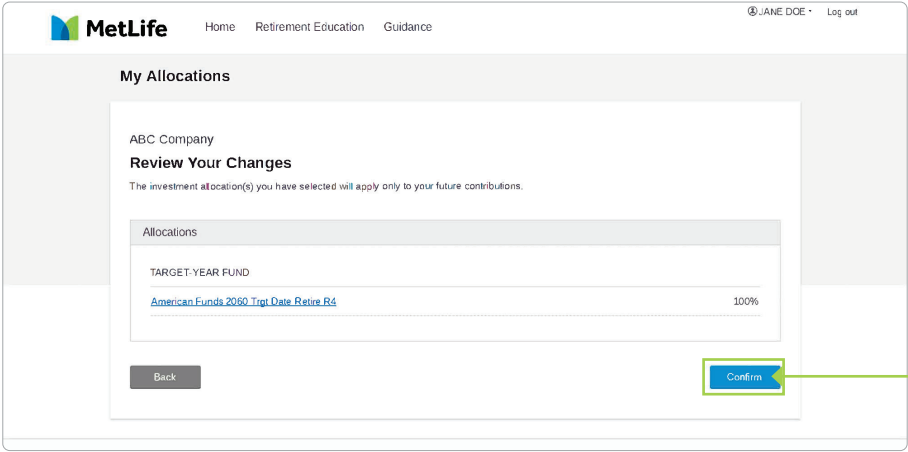 JANE DOE Log out
MetLife Home Retirement Education Guidance
My Allocations
ABC Company
Review Your Changes
The investment allocation(s) you have selected will apply only to your future contributions.
Allocations
TARGET-YEAR FUND
American Funds 2060 Trgt Date Retire R4 100%
Back Confirm